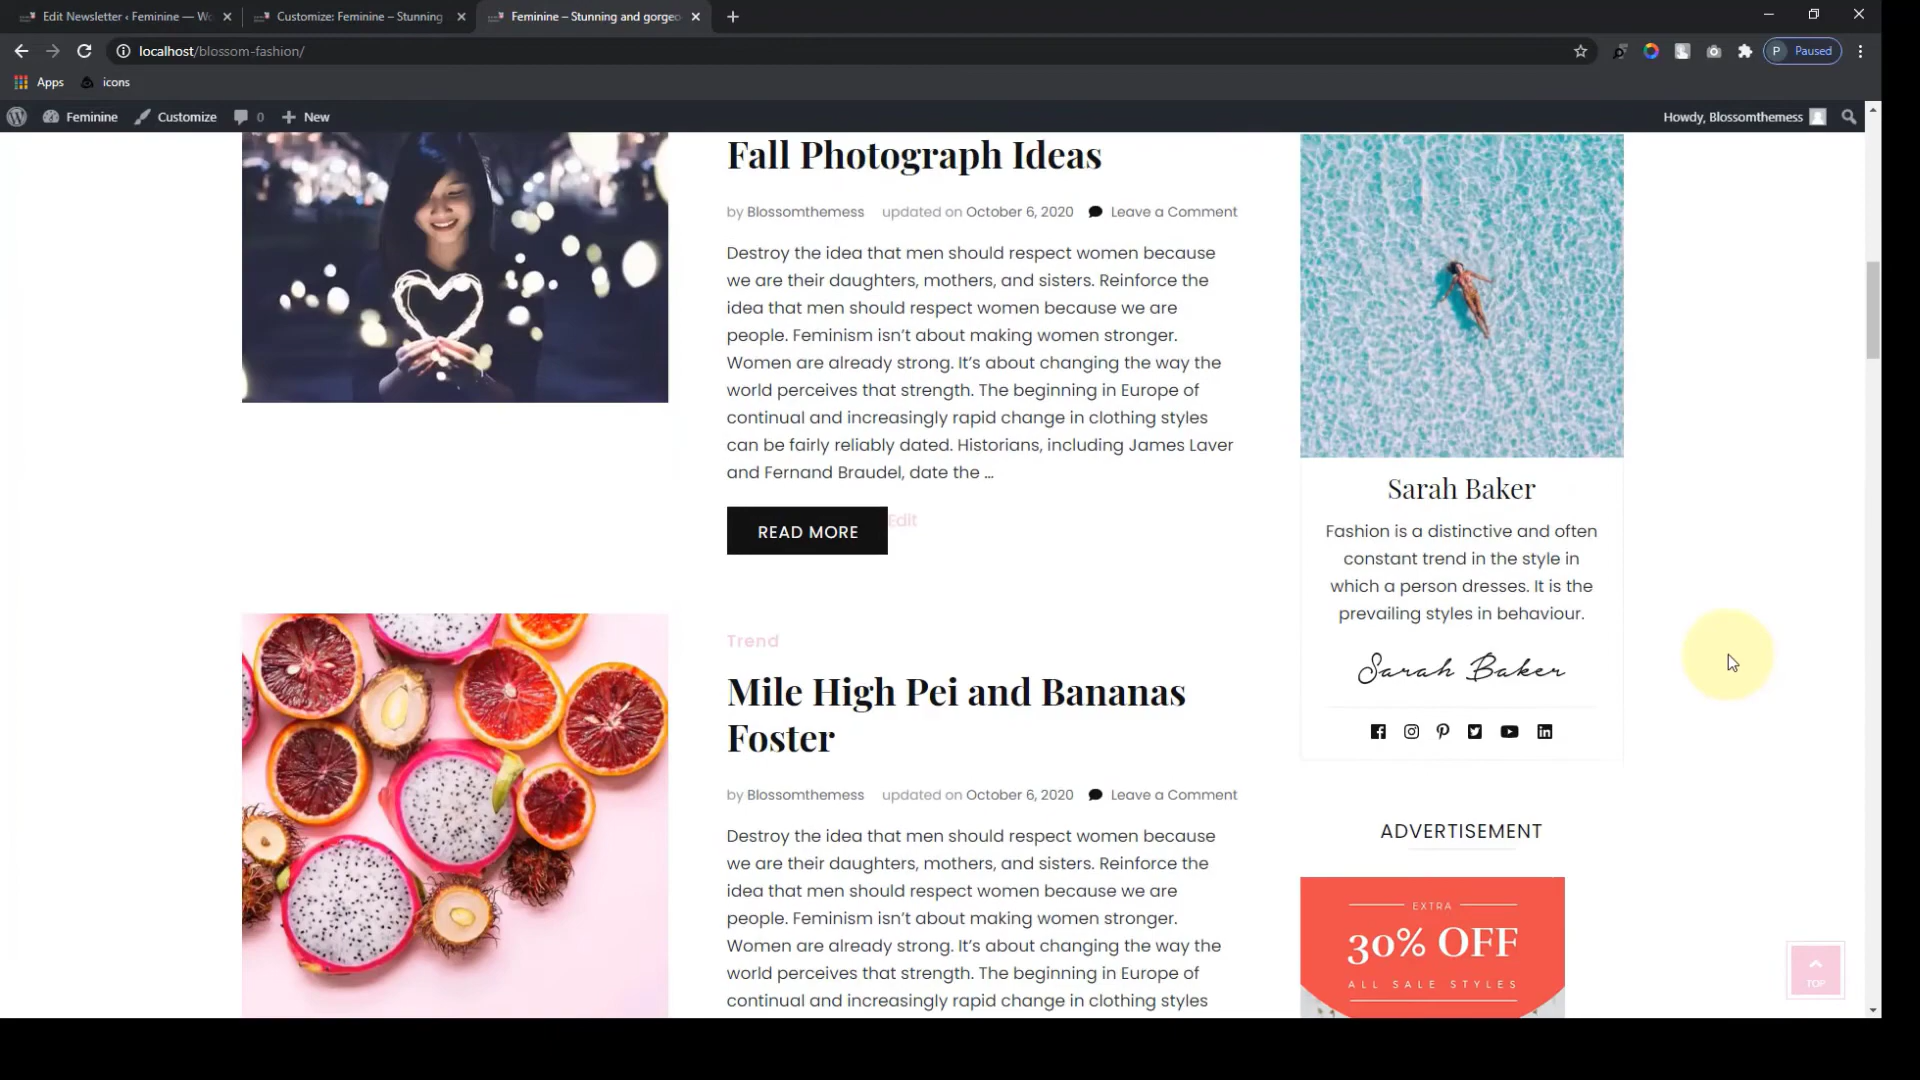 Edit Newsletter ‹ Feminine — Wo
Customize: Feminine – Stunning
Feminine – Stunning and gorgeo
localhost/blossom-fashion/
P Paused
Apps
icons
Feminine
Customize
0
New
Howdy, Blossomthemess
Fall Photograph Ideas
by Blossomthemess updated on October 6, 2020 Leave a Comment
Destroy the idea that men should respect women because
we are their daughters, mothers, and sisters. Reinforce the
idea that men should respect women because we are
people. Feminism isn’t about making women stronger.
Women are already strong. It’s about changing the way the
world perceives that strength. The beginning in Europe of
continual and increasingly rapid change in clothing styles
can be fairly reliably dated. Historians, including James Laver
and Fernand Braudel, date the …
READ MORE
Edit
Trend
Mile High Pei and Bananas
Foster
by Blossomthemess updated on October 6, 2020 Leave a Comment
Destroy the idea that men should respect women because
we are their daughters, mothers, and sisters. Reinforce the
idea that men should respect women because we are
people. Feminism isn’t about making women stronger.
Women are already strong. It’s about changing the way the
world perceives that strength. The beginning in Europe of
continual and increasingly rapid change in clothing styles
Sarah Baker
Fashion is a distinctive and often
constant trend in the style in
which a person dresses. It is the
prevailing styles in behaviour.
Sarah Baker
ADVERTISEMENT
EXTRA
30% OFF
ALL SALE STYLES
TOP